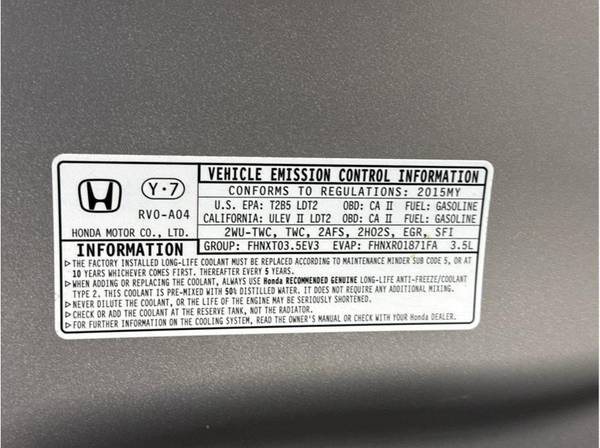 VEHICLE EMISSION CONTROL INFORMATION
CONFORMS TO REGULATIONS: 2015MY
Y·7
RV0-A04
HONDA MOTOR CO., LTD.
U.S. EPA: T2B5 LDT2 OBD: CA II FUEL: GASOLINE
CALIFORNIA: ULEV II LDT2 OBD: CA II FUEL: GASOLINE
2WU-TWC, TWC, 2AFS, 2HO2S, EGR, SFI
GROUP: FHNXT03.5EV3 EVAP: FHNXR0187IFA 3.5L
INFORMATION
▷THE FACTORY INSTALLED LONG-LIFE COOLANT MUST BE REPLACED ACCORDING TO MAINTENANCE MINDER SUB CODE 5, OR AT
10 YEARS WHICHEVER COMES FIRST. THEREAFTER EVERY 5 YEARS.
▷WHEN ADDING OR REPLACING THE COOLANT, ALWAYS USE Honda RECOMMENDED GENUINE LONG-LIFE ANTI-FREEZE/COOLANT
TYPE 2. THIS COOLANT IS PRE-MIXED WITH 50% DISTILLED WATER. IT DOES NOT REQUIRE ANY ADDITIONAL MIXING.
▷NEVER DILUTE THE COOLANT, OR THE LIFE OF THE ENGINE MAY BE SERIOUSLY SHORTENED.
▷CHECK OR ADD THE COOLANT AT THE RESERVE TANK, NOT THE RADIATOR.
▷FOR FURTHER INFORMATION ON THE COOLING SYSTEM, READ THE OWNER'S MANUAL OR CHECK WITH YOUR Honda DEALER.